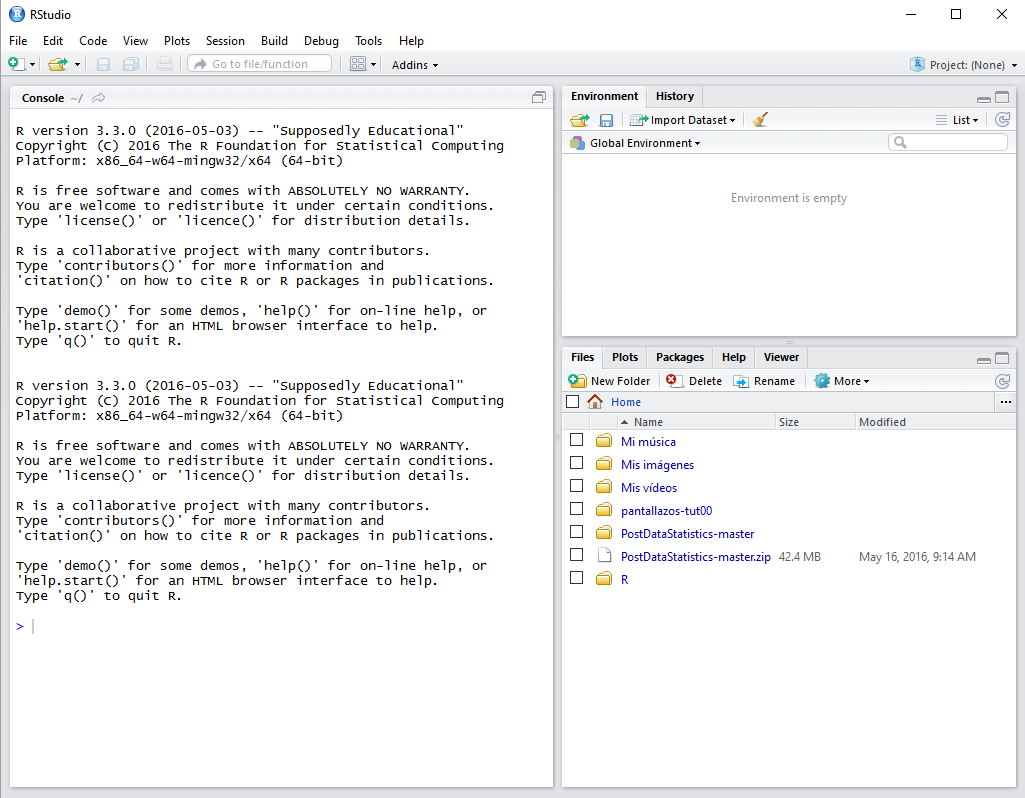 RStudio
File Edit Code View Plots Session Build Debug Tools Help
Go to file/function Addins Project: (None)
Console ~/
R version 3.3.0 (2016-05-03) -- "Supposedly Educational"
Copyright (C) 2016 The R Foundation for Statistical Computing
Platform: x86_64-w64-mingw32/x64 (64-bit)
R is free software and comes with ABSOLUTELY NO WARRANTY.
You are welcome to redistribute it under certain conditions.
Type 'license()' or 'licence()' for distribution details.
R is a collaborative project with many contributors.
Type 'contributors()' for more information and
'citation()' on how to cite R or R packages in publications.
Type 'demo()' for some demos, 'help()' for on-line help, or
'help.start()' for an HTML browser interface to help.
Type 'q()' to quit R.
R version 3.3.0 (2016-05-03) -- "Supposedly Educational"
Copyright (C) 2016 The R Foundation for Statistical Computing
Platform: x86_64-w64-mingw32/x64 (64-bit)
R is free software and comes with ABSOLUTELY NO WARRANTY.
You are welcome to redistribute it under certain conditions.
Type 'license()' or 'licence()' for distribution details.
R is a collaborative project with many contributors.
Type 'contributors()' for more information and
'citation()' on how to cite R or R packages in publications.
Type 'demo()' for some demos, 'help()' for on-line help, or
'help.start()' for an HTML browser interface to help.
Type 'q()' to quit R.
>
Environment History
Import Dataset List
Global Environment
Environment is empty
Files Plots Packages Help Viewer
New Folder Delete Rename More
Home ...
Name Size Modified
Mi música
Mis imágenes
Mis vídeos
pantallazos-tut00
PostDataStatistics-master
PostDataStatistics-master.zip 42.4 MB May 16, 2016, 9:14 AM
R